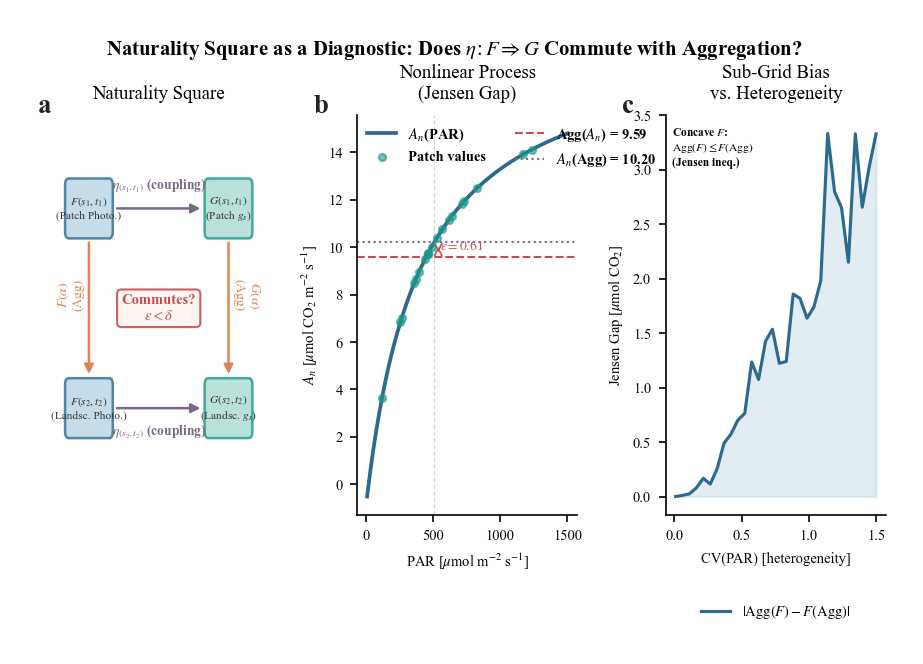 Naturality Square as a Diagnostic: Does η: F ⇒ G Commute with Aggregation?
a
Naturality Square
η(s₁, t₁) (coupling)
F(s₁, t₁)
(Patch Photo.)
G(s₁, t₁)
(Patch gₛ)
F(α)
(Agg)
Commutes?
ε < δ
G(α)
(Agg)
F(s₂, t₂)
(Landsc. Photo.)
G(s₂, t₂)
(Landsc. gₛ)
η(s₂, t₂) (coupling)
b
Nonlinear Process
(Jensen Gap)
Aₙ(PAR)
Patch values
Agg(Aₙ) = 9.59
Aₙ(Agg) = 10.20
ε = 0.61
Aₙ [μmol CO₂ m⁻² s⁻¹]
14
12
10
8
6
4
2
0
0 500 1000 1500
PAR [μmol m⁻² s⁻¹]
c
Sub-Grid Bias
vs. Heterogeneity
Concave F:
Agg(F) ≤ F(Agg)
(Jensen ineq.)
Jensen Gap [μmol CO₂]
3.5
3.0
2.5
2.0
1.5
1.0
0.5
0.0
0.0 0.5 1.0 1.5
CV(PAR) [heterogeneity]
|Agg(F) − F(Agg)|